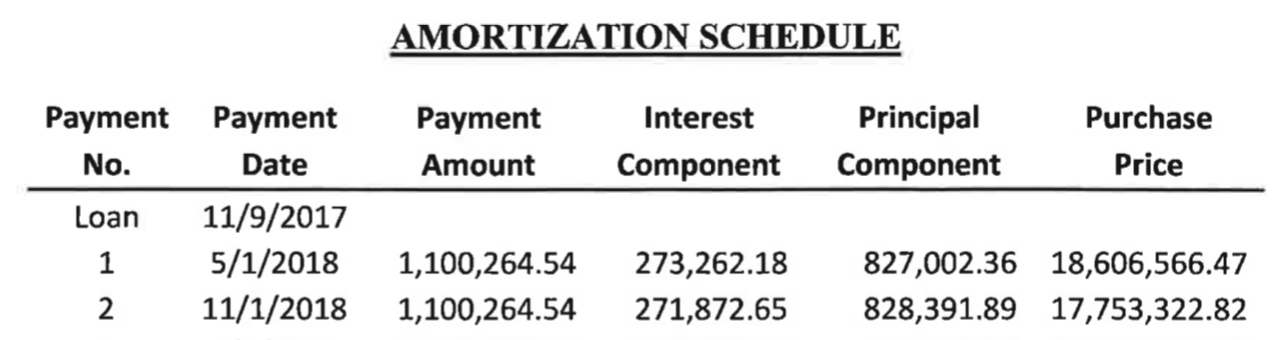 AMORTIZATION SCHEDULE
Payment Payment Payment Interest Principal Purchase
No. Date Amount Component Component Price
Loan 11/9/2017
1 5/1/2018 1,100,264.54 273,262.18 827,002.36 18,606,566.47
2 11/1/2018 1,100,264.54 271,872.65 828,391.89 17,753,322.82